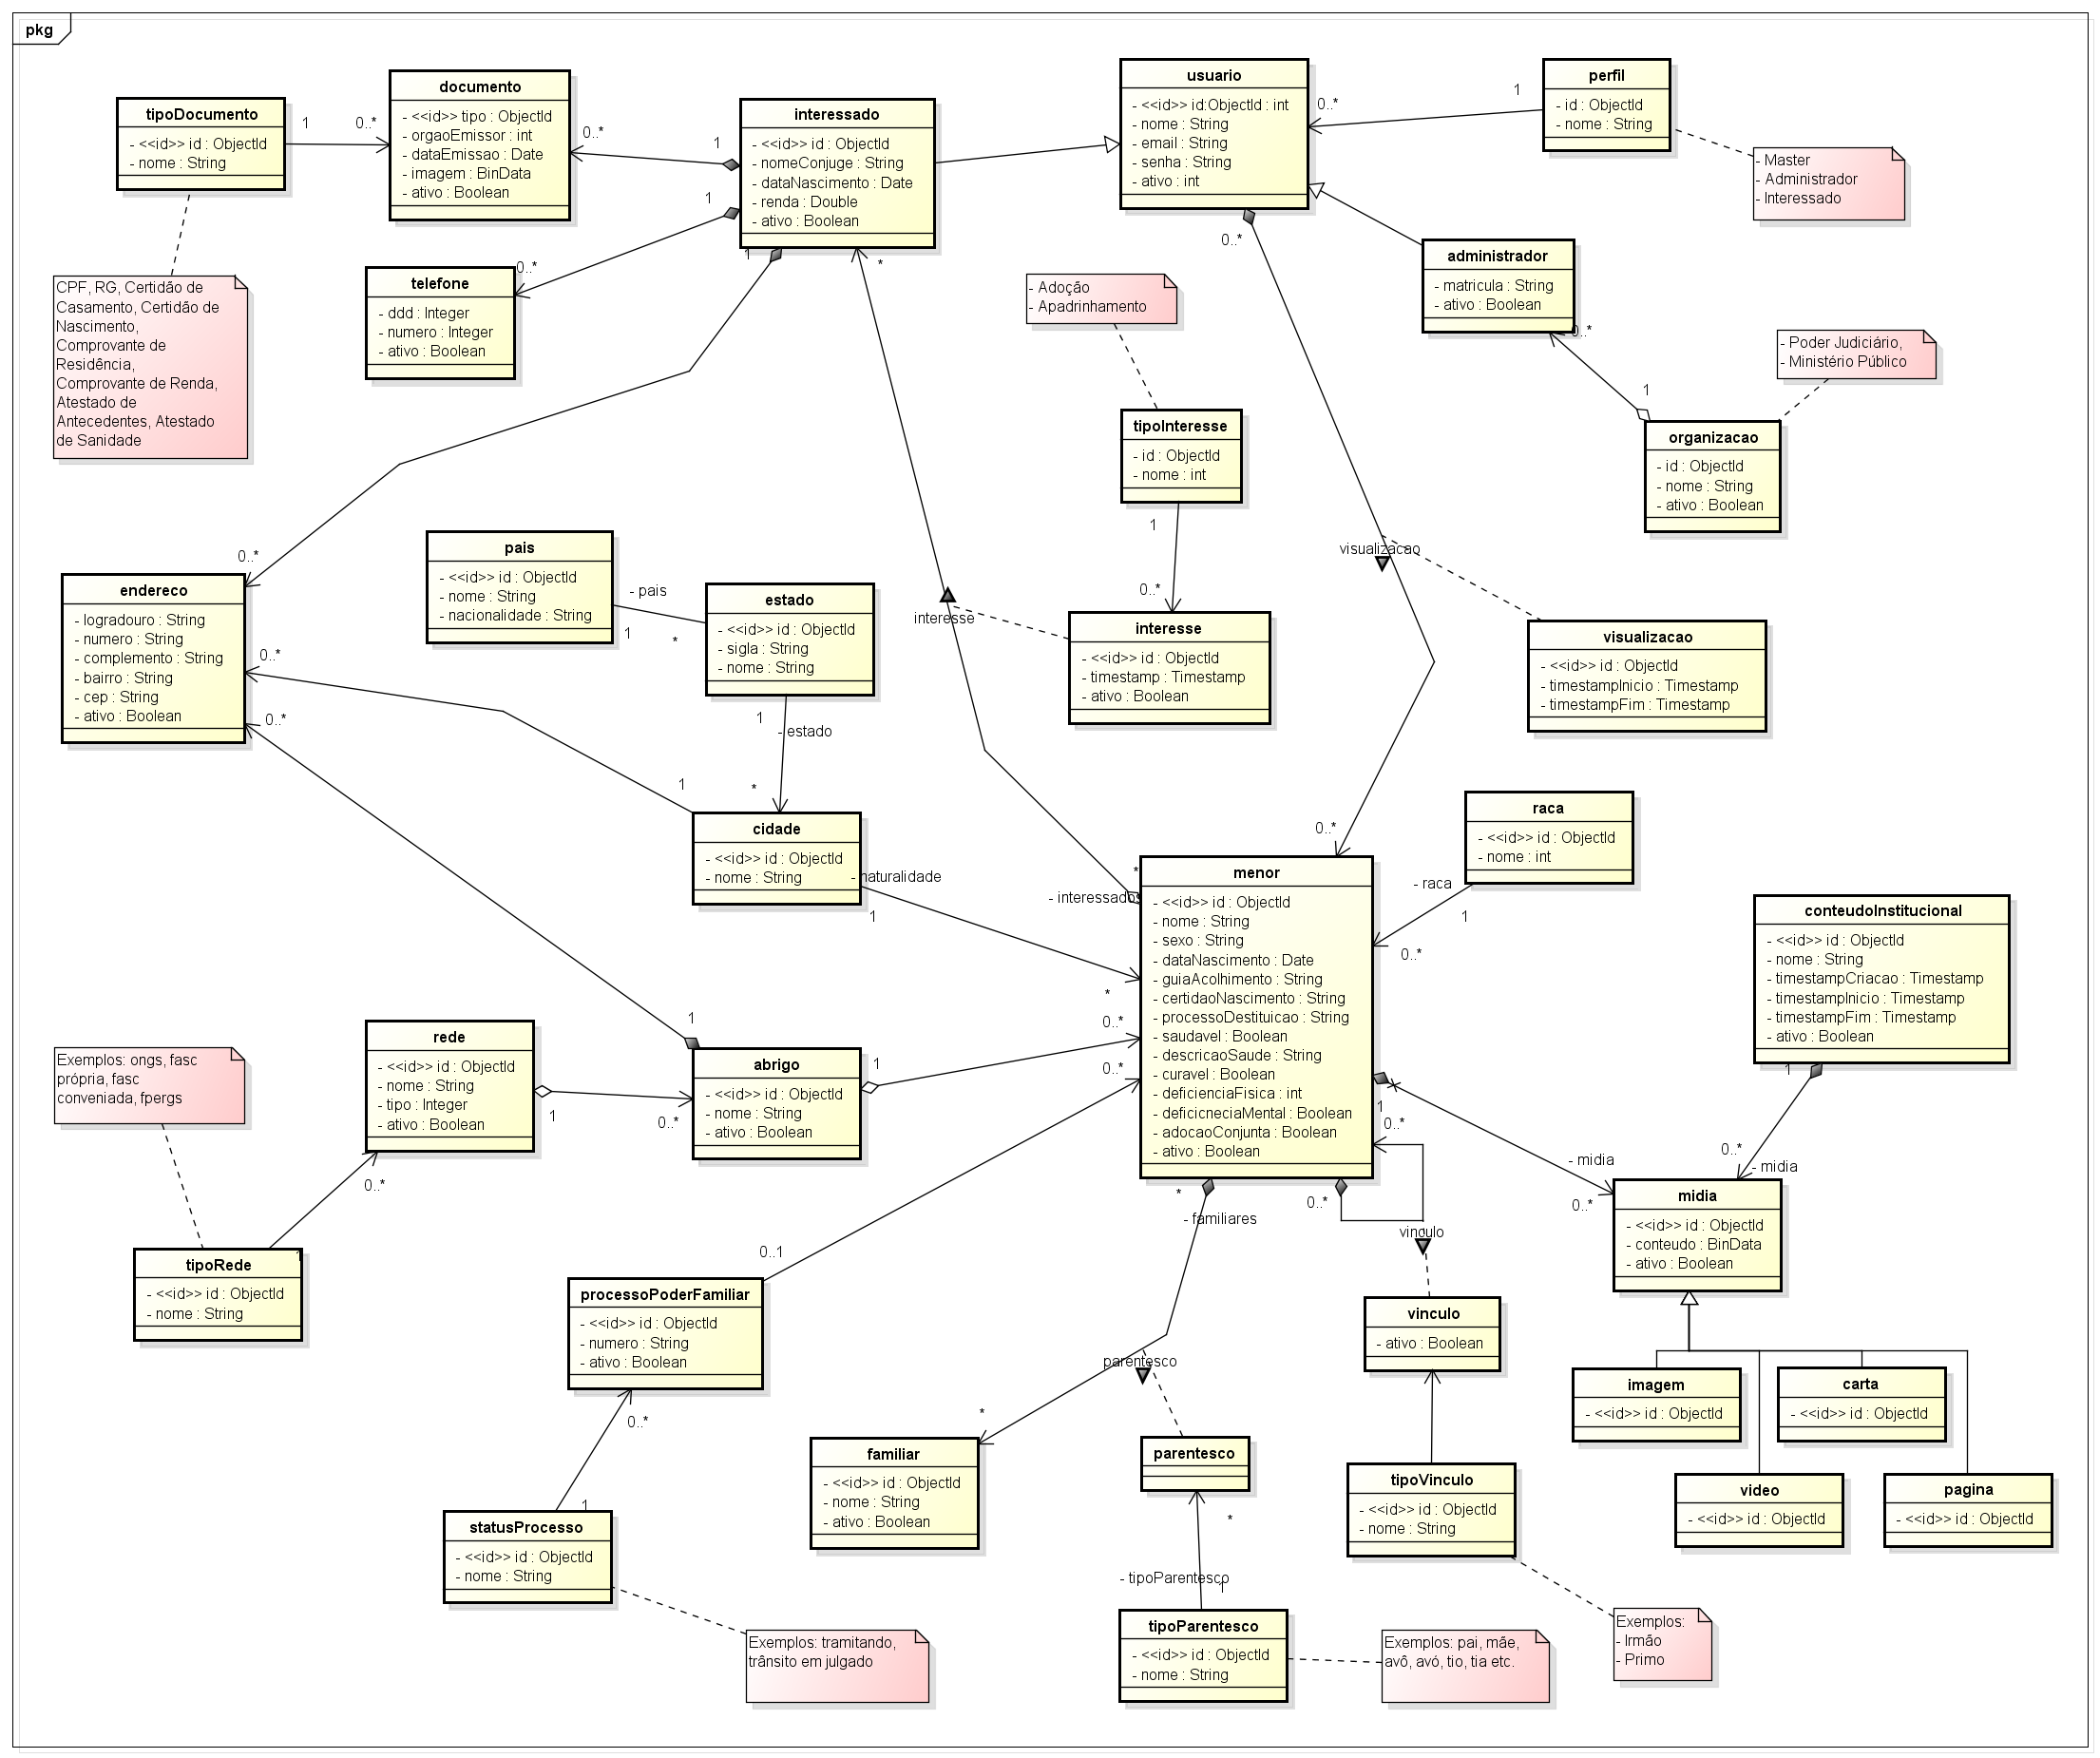 pkg
tipoDocumento
- <<id>> id : ObjectId
- nome : String
1
0..*
documento
- <<id>> tipo : ObjectId
- orgaoEmissor : int
- dataEmissao : Date
- imagem : BinData
- ativo : Boolean
0..*
1
interessado
- <<id>> id : ObjectId
- nomeConjuge : String
- dataNascimento : Date
- renda : Double
- ativo : Boolean
1
0..*
1
*
usuario
- <<id>> id:ObjectId : int
- nome : String
- email : String
- senha : String
- ativo : int
0..*
1
0..*
perfil
- id : ObjectId
- nome : String
- Master
- Administrador
- Interessado
CPF, RG, Certidão de
Casamento, Certidão de
Nascimento,
Comprovante de
Residência,
Comprovante de Renda,
Atestado de
Antecedentes, Atestado
de Sanidade
telefone
- ddd : Integer
- numero : Integer
- ativo : Boolean
- Adoção
- Apadrinhamento
administrador
- matricula : String
- ativo : Boolean
0..*
1
- Poder Judiciário,
- Ministério Público
organizacao
- id : ObjectId
- nome : String
- ativo : Boolean
tipoInteresse
- id : ObjectId
- nome : int
1
0..*
visualizacao
0..*
endereco
- logradouro : String
- numero : String
- complemento : String
- bairro : String
- cep : String
- ativo : Boolean
0..*
0..*
pais
- <<id>> id : ObjectId
- nome : String
- nacionalidade : String
- pais
1
*
estado
- <<id>> id : ObjectId
- sigla : String
- nome : String
1
- estado
*
interesse
interesse
- <<id>> id : ObjectId
- timestamp : Timestamp
- ativo : Boolean
visualizacao
- <<id>> id : ObjectId
- timestampInicio : Timestamp
- timestampFim : Timestamp
1
cidade
- <<id>> id : ObjectId
- nome : String
- naturalidade
1
*
*
- interessados
0..*
menor
- <<id>> id : ObjectId
- nome : String
- sexo : String
- dataNascimento : Date
- guiaAcolhimento : String
- certidaoNascimento : String
- processoDestituicao : String
- saudavel : Boolean
- descricaoSaude : String
- curavel : Boolean
- deficienciaFisica : int
- deficneciaMental : Boolean
- adocaoConjunta : Boolean
- ativo : Boolean
raca
- <<id>> id : ObjectId
- nome : int
- raca
1
0..*
conteudoInstitucional
- <<id>> id : ObjectId
- nome : String
- timestampCriacao : Timestamp
- timestampInicio : Timestamp
- timestampFim : Timestamp
- ativo : Boolean
1
0..*
- midia
Exemplos: ongs, fasc
própria, fasc
conveniada, fpergs
rede
- <<id>> id : ObjectId
- nome : String
- tipo : Integer
- ativo : Boolean
1
0..*
0..*
1
abrigo
- <<id>> id : ObjectId
- nome : String
- ativo : Boolean
1
0..*
0..*
1
0..*
- midia
0..*
midia
- <<id>> id : ObjectId
- conteudo : BinData
- ativo : Boolean
tipoRede
- <<id>> id : ObjectId
- nome : String
1
0..1
*
- familiares
0..*
vinculo
processoPoderFamiliar
- <<id>> id : ObjectId
- numero : String
- ativo : Boolean
0..*
parentesco
*
vinculo
- ativo : Boolean
imagem
- <<id>> id : ObjectId
carta
- <<id>> id : ObjectId
familiar
- <<id>> id : ObjectId
- nome : String
- ativo : Boolean
parentesco
*
tipoVinculo
- <<id>> id : ObjectId
- nome : String
video
- <<id>> id : ObjectId
pagina
- <<id>> id : ObjectId
1
statusProcesso
- <<id>> id : ObjectId
- nome : String
- tipoParentesco
1
tipoParentesco
- <<id>> id : ObjectId
- nome : String
Exemplos: tramitando,
trânsito em julgado
Exemplos: pai, mãe,
avô, avó, tio, tia etc.
Exemplos:
- Irmão
- Primo